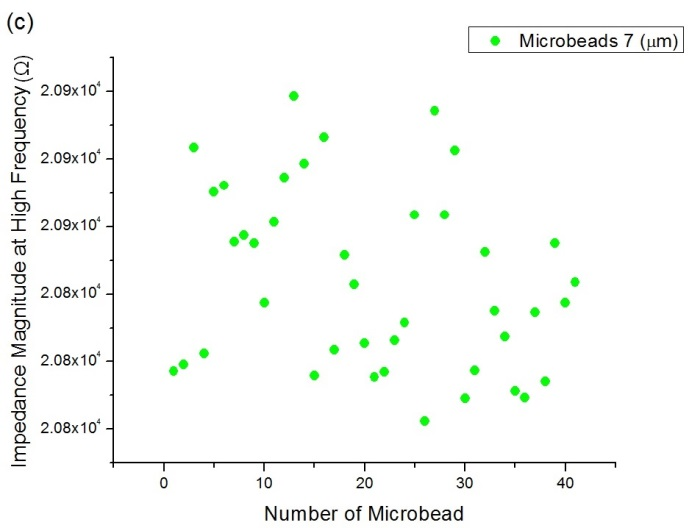 (c)
Microbeads 7 (μm)
Impedance Magnitude at High Frequency (Ω)
2.09x10⁴
2.09x10⁴
2.09x10⁴
2.08x10⁴
2.08x10⁴
2.08x10⁴
0 10 20 30 40
Number of Microbead